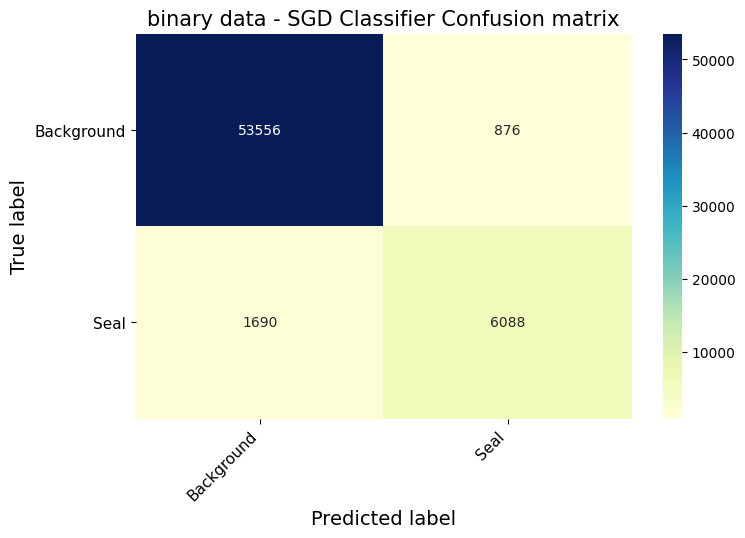 binary data - SGD Classifier Confusion matrix
True label
Background
53556
876
Seal
1690
6088
Background
Seal
Predicted label
50000
40000
30000
20000
10000